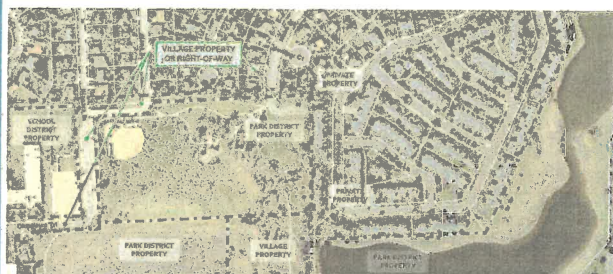 VILLAGE PROPERTY
OR RIGHT-OF-WAY
PRIVATE
PROPERTY
SCHOOL
DISTRICT
PROPERTY
PARK DISTRICT
PROPERTY
PRIVATE
PROPERTY
PARK DISTRICT
PROPERTY
VILLAGE
PROPERTY
PARK DISTRICT
PROPERTY